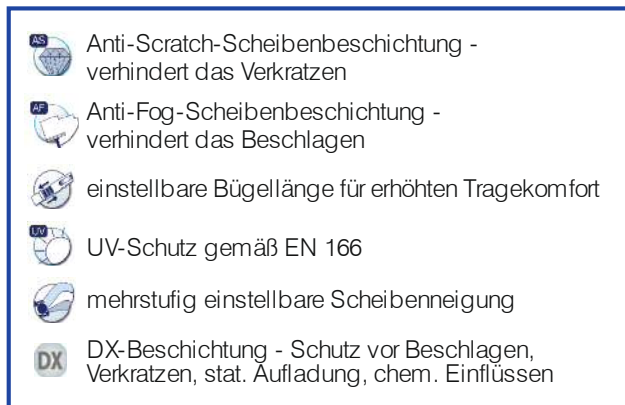 AS
Anti-Scratch-Scheibenbeschichtung -
verhindert das Verkratzen
AF
Anti-Fog-Scheibenbeschichtung -
verhindert das Beschlagen
einstellbare Bügellänge für erhöhten Tragekomfort
UV
UV-Schutz gemäß EN 166
mehrstufig einstellbare Scheibenneigung
DX
DX-Beschichtung - Schutz vor Beschlagen,
Verkratzen, stat. Aufladung, chem. Einflüssen